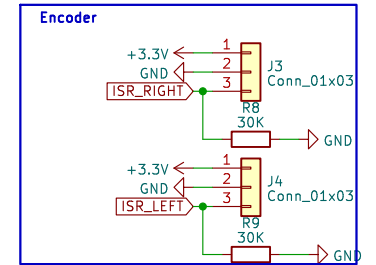 Encoder
+3.3V 1
GND 2 J3
ISR_RIGHT 3 Conn_01x03
R8
30K
GND
+3.3V 1
GND 2 J4
ISR_LEFT 3 Conn_01x03
R9
30K
GND